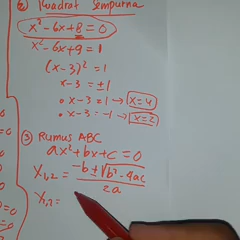 ② Kuadrat Sempurna
x² - 6x + 8 = 0
x² - 6x + 9 = 1
(x - 3)² = 1
x - 3 = ±1
• x - 3 = 1 → x = 4
• x - 3 = -1 → x = 2
③ Rumus ABC
ax² + bx + c = 0
X₁,₂ = -b ± √b² - 4ac / 2a
X₁,₂ =